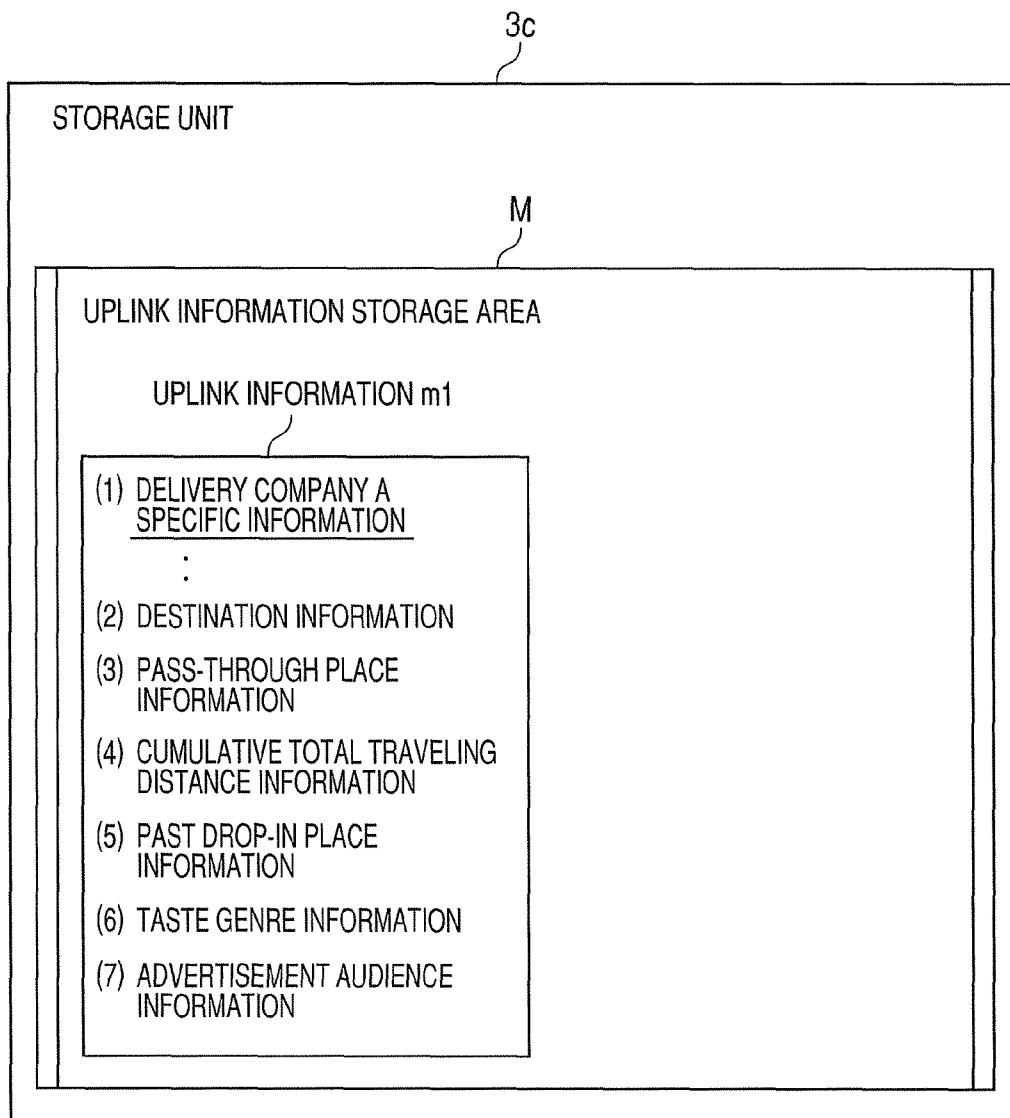 3c
STORAGE UNIT
M
UPLINK INFORMATION STORAGE AREA
UPLINK INFORMATION m1
(1) DELIVERY COMPANY A
SPECIFIC INFORMATION
:
(2) DESTINATION INFORMATION
(3) PASS-THROUGH PLACE
INFORMATION
(4) CUMULATIVE TOTAL TRAVELING
DISTANCE INFORMATION
(5) PAST DROP-IN PLACE
INFORMATION
(6) TASTE GENRE INFORMATION
(7) ADVERTISEMENT AUDIENCE
INFORMATION